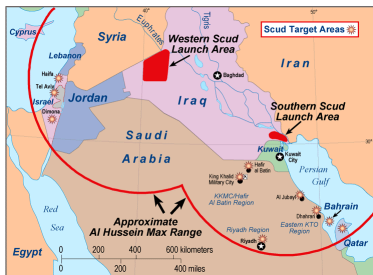 Scud Target Areas
Cyprus
Syria
Euphrates
Tigris
Western Scud
Launch Area
Lebanon
Haifa
Tel Aviv
Israel
Dimona
Jordan
Baghdad
Iran
Iraq
Southern Scud
Launch Area
Saudi
Arabia
Kuwait
Kuwait
City
Hafir
al Batin
King Khalid
Military City
KKMC/Hafir
Al Batin Region
Persian
Gulf
Al Jubayl
Dhahran
Bahrain
Eastern KTO
Region
Qatar
Red
Sea
Approximate
Al Hussein Max Range
Riyadh Region
Riyadh
Egypt
0 200 400 600 kilometers
0 200 400 miles